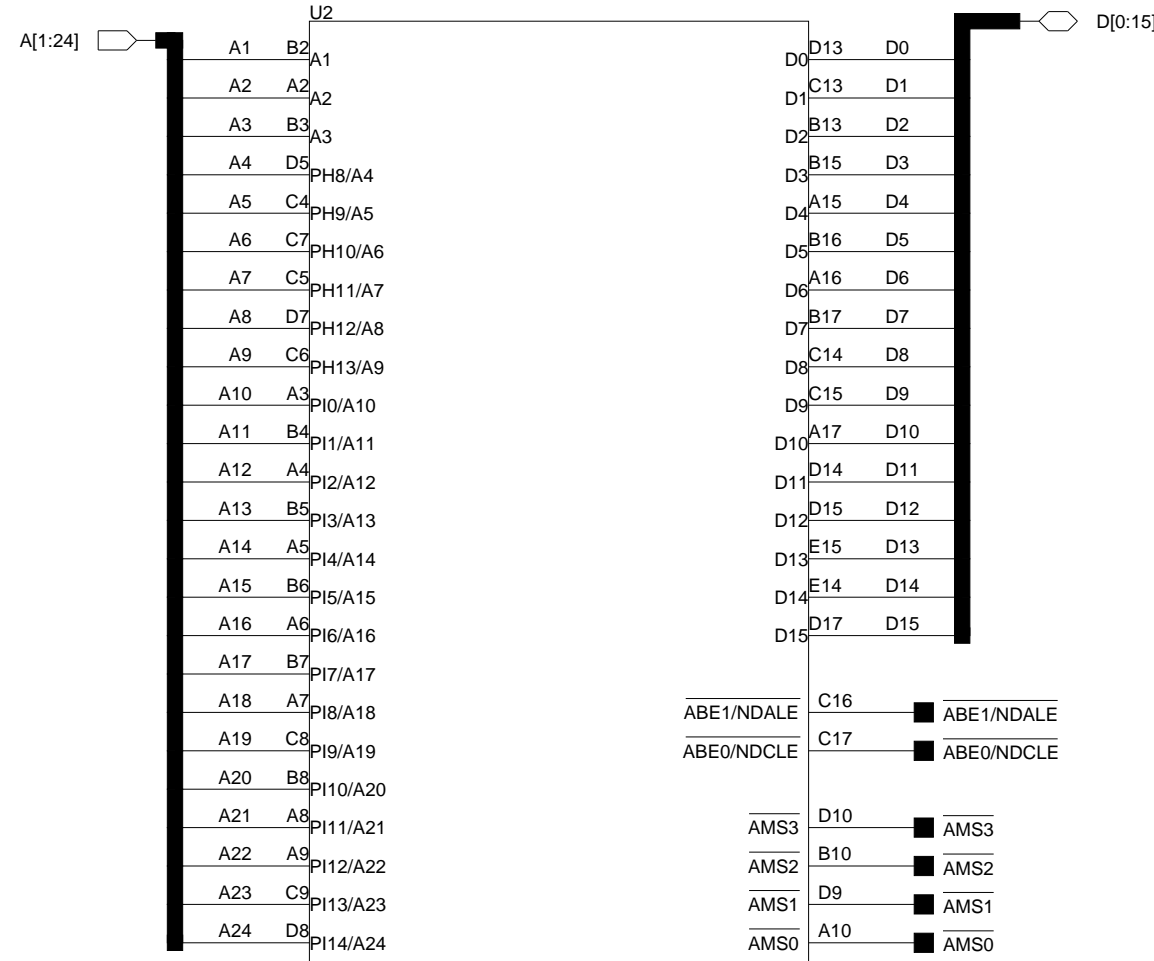 U2
A[1:24] D[0:15]
A1 B2 A1 D0 D13 D0
A2 A2 A2 D1 C13 D1
A3 B3 A3 D2 B13 D2
A4 D5 PH8/A4 D3 B15 D3
A5 C4 PH9/A5 D4 A15 D4
A6 C7 PH10/A6 D5 B16 D5
A7 C5 PH11/A7 D6 A16 D6
A8 D7 PH12/A8 D7 B17 D7
A9 C6 PH13/A9 D8 C14 D8
A10 A3 PI0/A10 D9 C15 D9
A11 B4 PI1/A11 D10 A17 D10
A12 A4 PI2/A12 D11 D14 D11
A13 B5 PI3/A13 D12 D15 D12
A14 A5 PI4/A14 D13 E15 D13
A15 B6 PI5/A15 D14 E14 D14
A16 A6 PI6/A16 D15 D17 D15
A17 B7 PI7/A17
A18 A7 PI8/A18 ABE1/NDALE C16 ABE1/NDALE
A19 C8 PI9/A19 ABE0/NDCLE C17 ABE0/NDCLE
A20 B8 PI10/A20
A21 A8 PI11/A21 AMS3 D10 AMS3
A22 A9 PI12/A22 AMS2 B10 AMS2
A23 C9 PI13/A23 AMS1 D9 AMS1
A24 D8 PI14/A24 AMS0 A10 AMS0